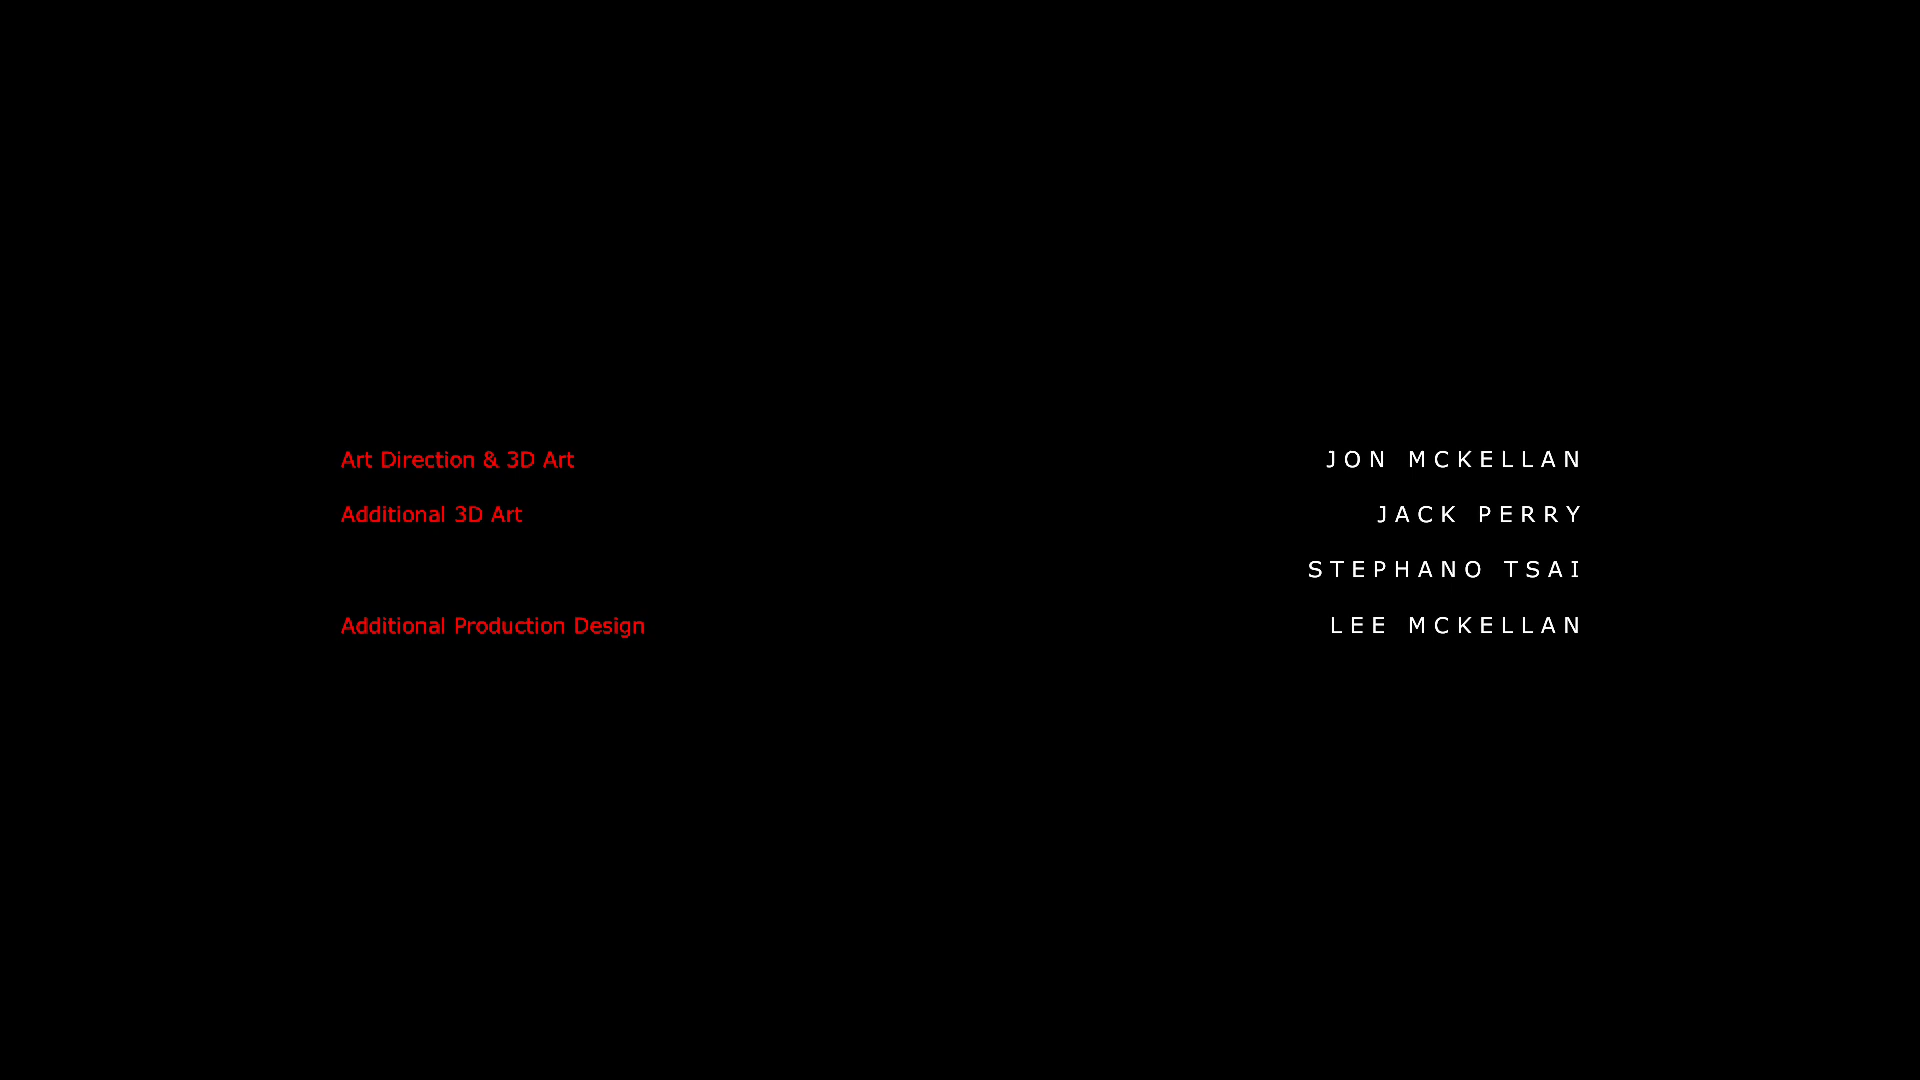 Art Direction & 3D Art JON MCKELLAN
Additional 3D Art JACK PERRY
STEPHANO TSAI
Additional Production Design LEE MCKELLAN